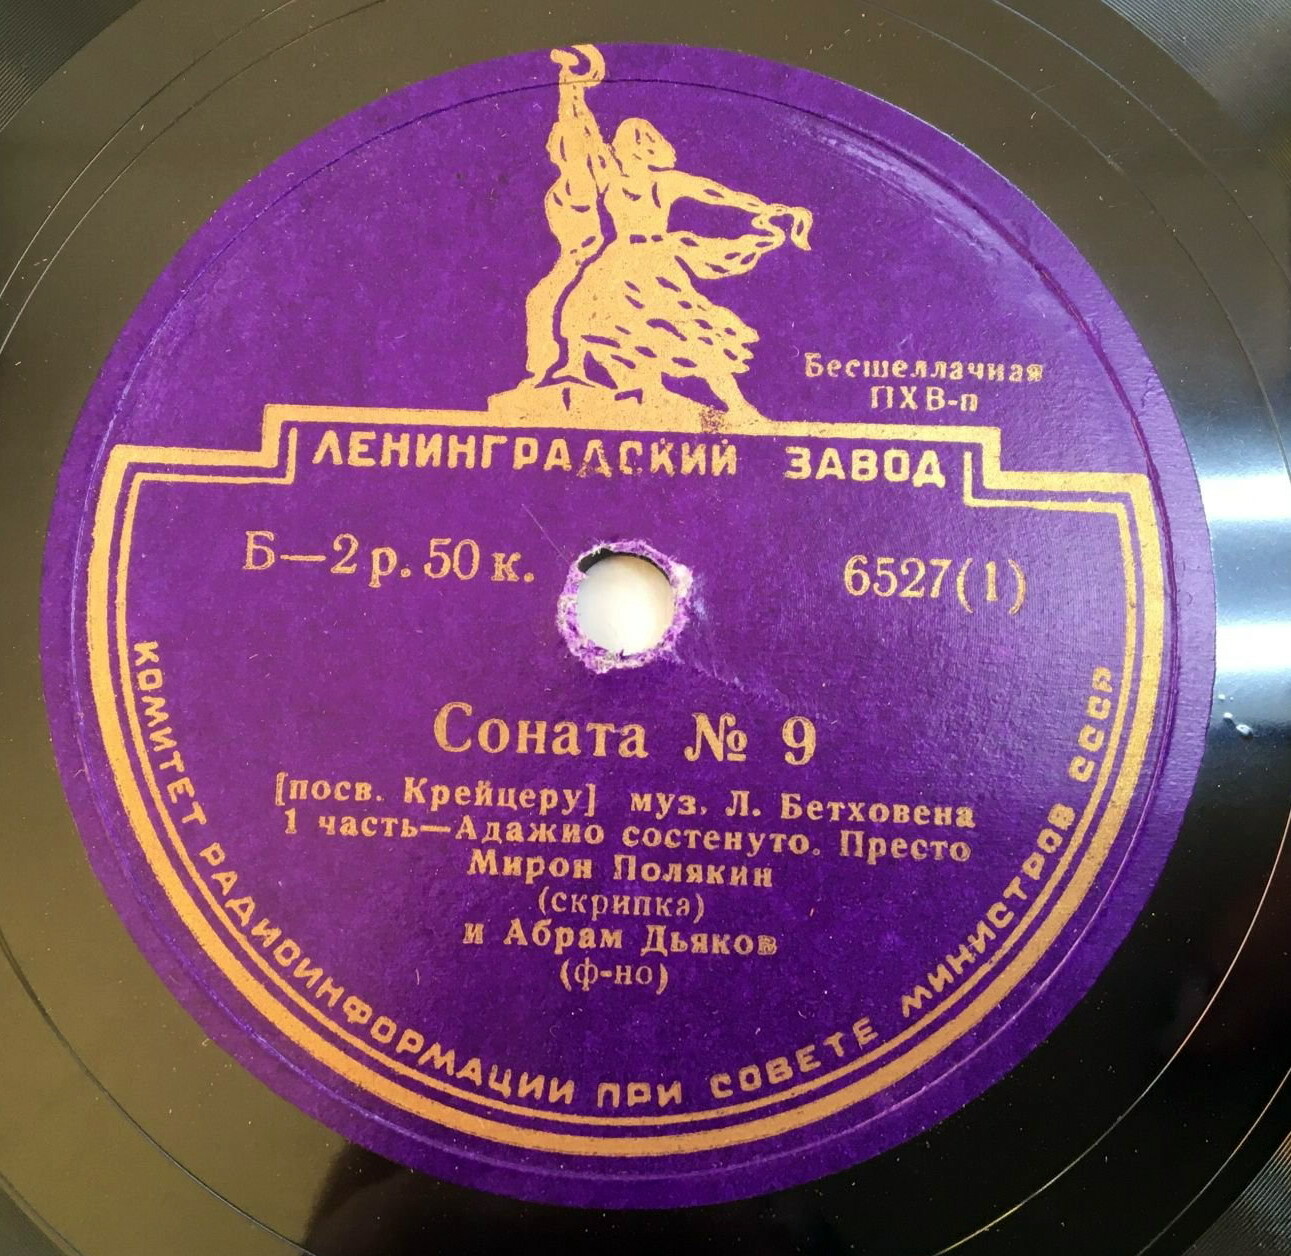 Бесшеллачная
ПХВ-п
ЛЕНИНГРАДСКИЙ ЗАВОД
Б—2 р. 50 к.
6527(1)
Соната № 9
[посв. Крейцеру] муз. Л. Бетховена
1 часть—Адажио состенуто. Престо
Мирон Полякин
(скрипка)
и Абрам Дьяков
(ф-но)
КОМИТЕТ РАДИОИНФОРМАЦИИ ПРИ СОВЕТЕ МИНИСТРОВ СССР